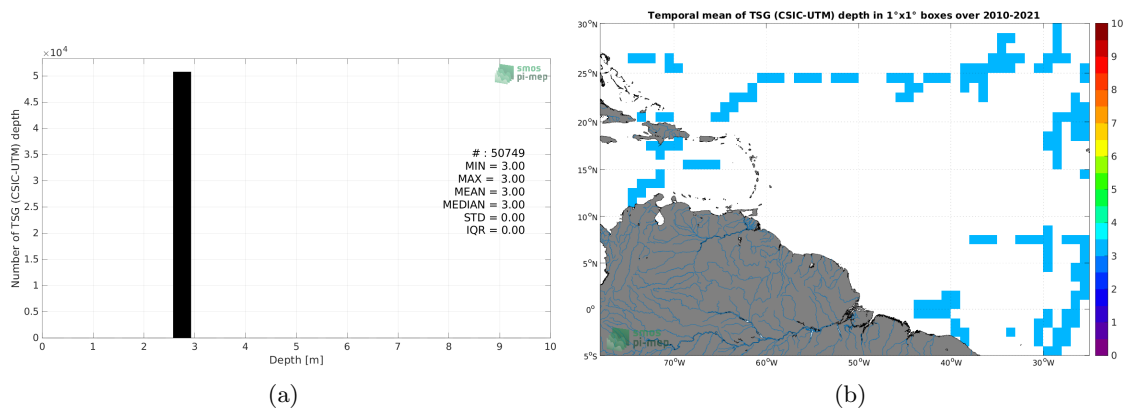 ×10⁴
5
4.5
4
3.5
3
2.5
2
1.5
1
0.5
0
Number of TSG (CSIC-UTM) depth
0 1 2 3 4 5 6 7 8 9 10
Depth [m]
smos
pi-mep
# : 50749
MIN = 3.00
MAX = 3.00
MEAN = 3.00
MEDIAN = 3.00
STD = 0.00
IQR = 0.00
(a)
Temporal mean of TSG (CSIC-UTM) depth in 1°x1° boxes over 2010-2021
30°N
25°N
20°N
15°N
10°N
5°N
0°
5°S
70°W 60°W 50°W 40°W 30°W
smos
pi-mep
10
9
8
7
6
5
4
3
2
1
0
(b)